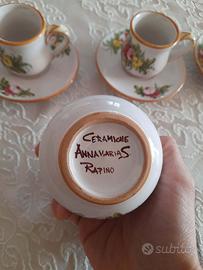 CERAMICHE
ANNAMARIA S
RAPINO
subito